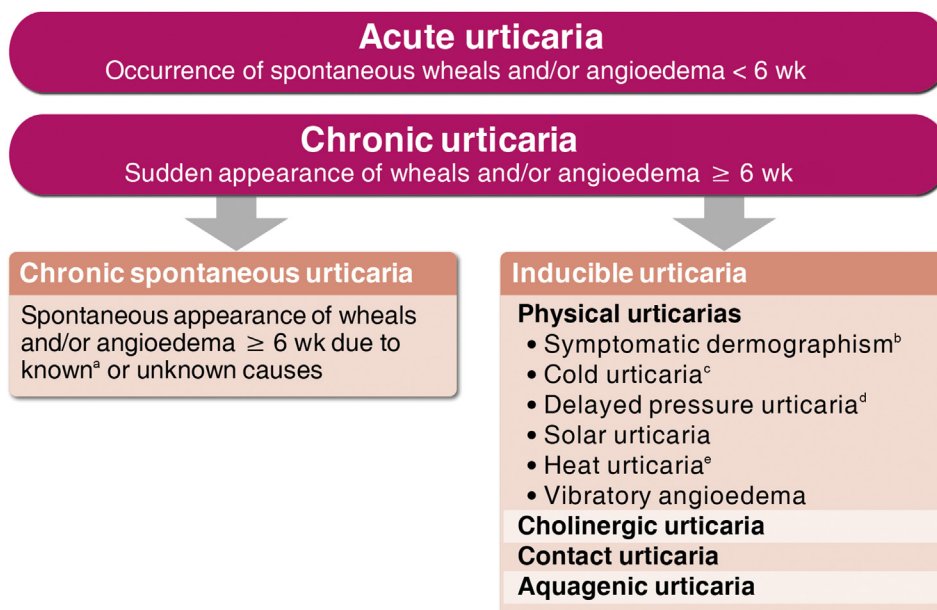 Acute urticaria
Occurrence of spontaneous wheals and/or angioedema < 6 wk
Chronic urticaria
Sudden appearance of wheals and/or angioedema ≥ 6 wk
Chronic spontaneous urticaria
Spontaneous appearance of wheals
and/or angioedema ≥ 6 wk due to
knownᵃ or unknown causes
Inducible urticaria
Physical urticarias
• Symptomatic dermographismᵇ
• Cold urticariaᶜ
• Delayed pressure urticariaᵈ
• Solar urticaria
• Heat urticariaᵉ
• Vibratory angioedema
Cholinergic urticaria
Contact urticaria
Aquagenic urticaria